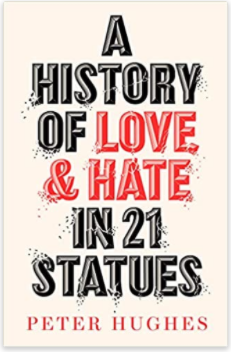 A
HISTORY
OF LOVE
& HATE
IN 21
STATUES
PETER HUGHES